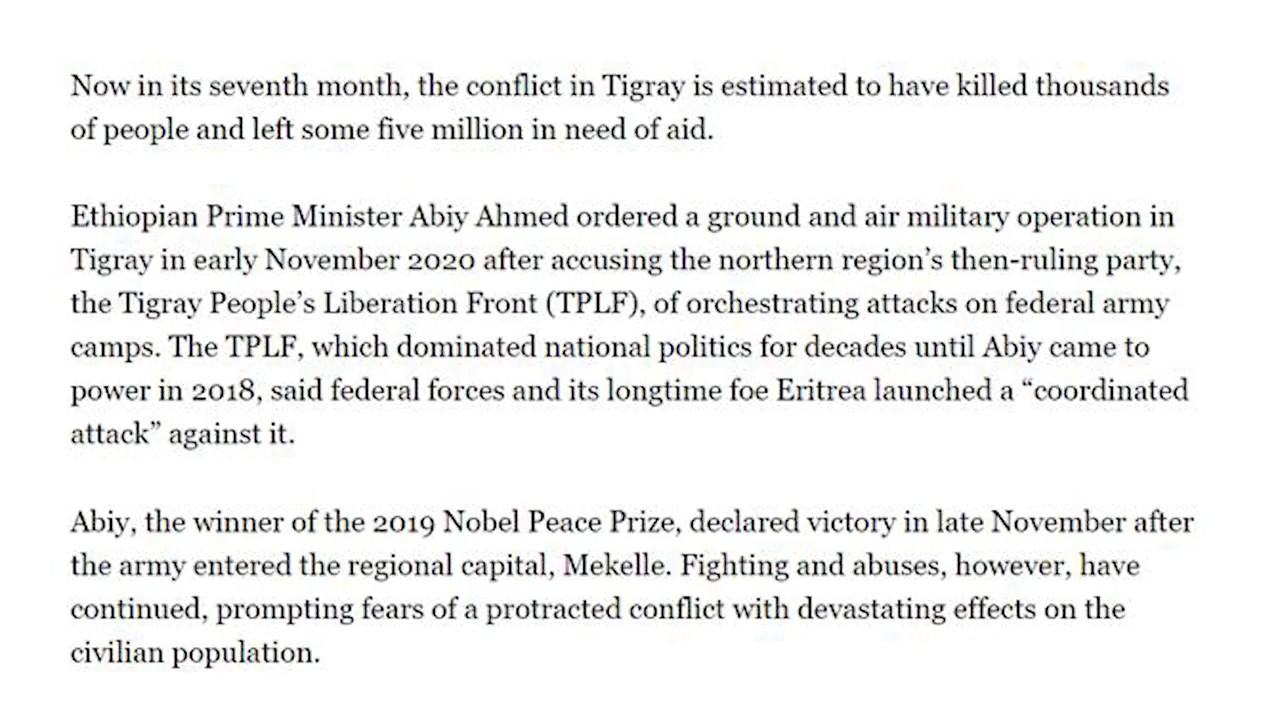 Now in its seventh month, the conflict in Tigray is estimated to have killed thousands
of people and left some five million in need of aid.
Ethiopian Prime Minister Abiy Ahmed ordered a ground and air military operation in
Tigray in early November 2020 after accusing the northern region’s then-ruling party,
the Tigray People’s Liberation Front (TPLF), of orchestrating attacks on federal army
camps. The TPLF, which dominated national politics for decades until Abiy came to
power in 2018, said federal forces and its longtime foe Eritrea launched a “coordinated
attack” against it.
Abiy, the winner of the 2019 Nobel Peace Prize, declared victory in late November after
the army entered the regional capital, Mekelle. Fighting and abuses, however, have
continued, prompting fears of a protracted conflict with devastating effects on the
civilian population.